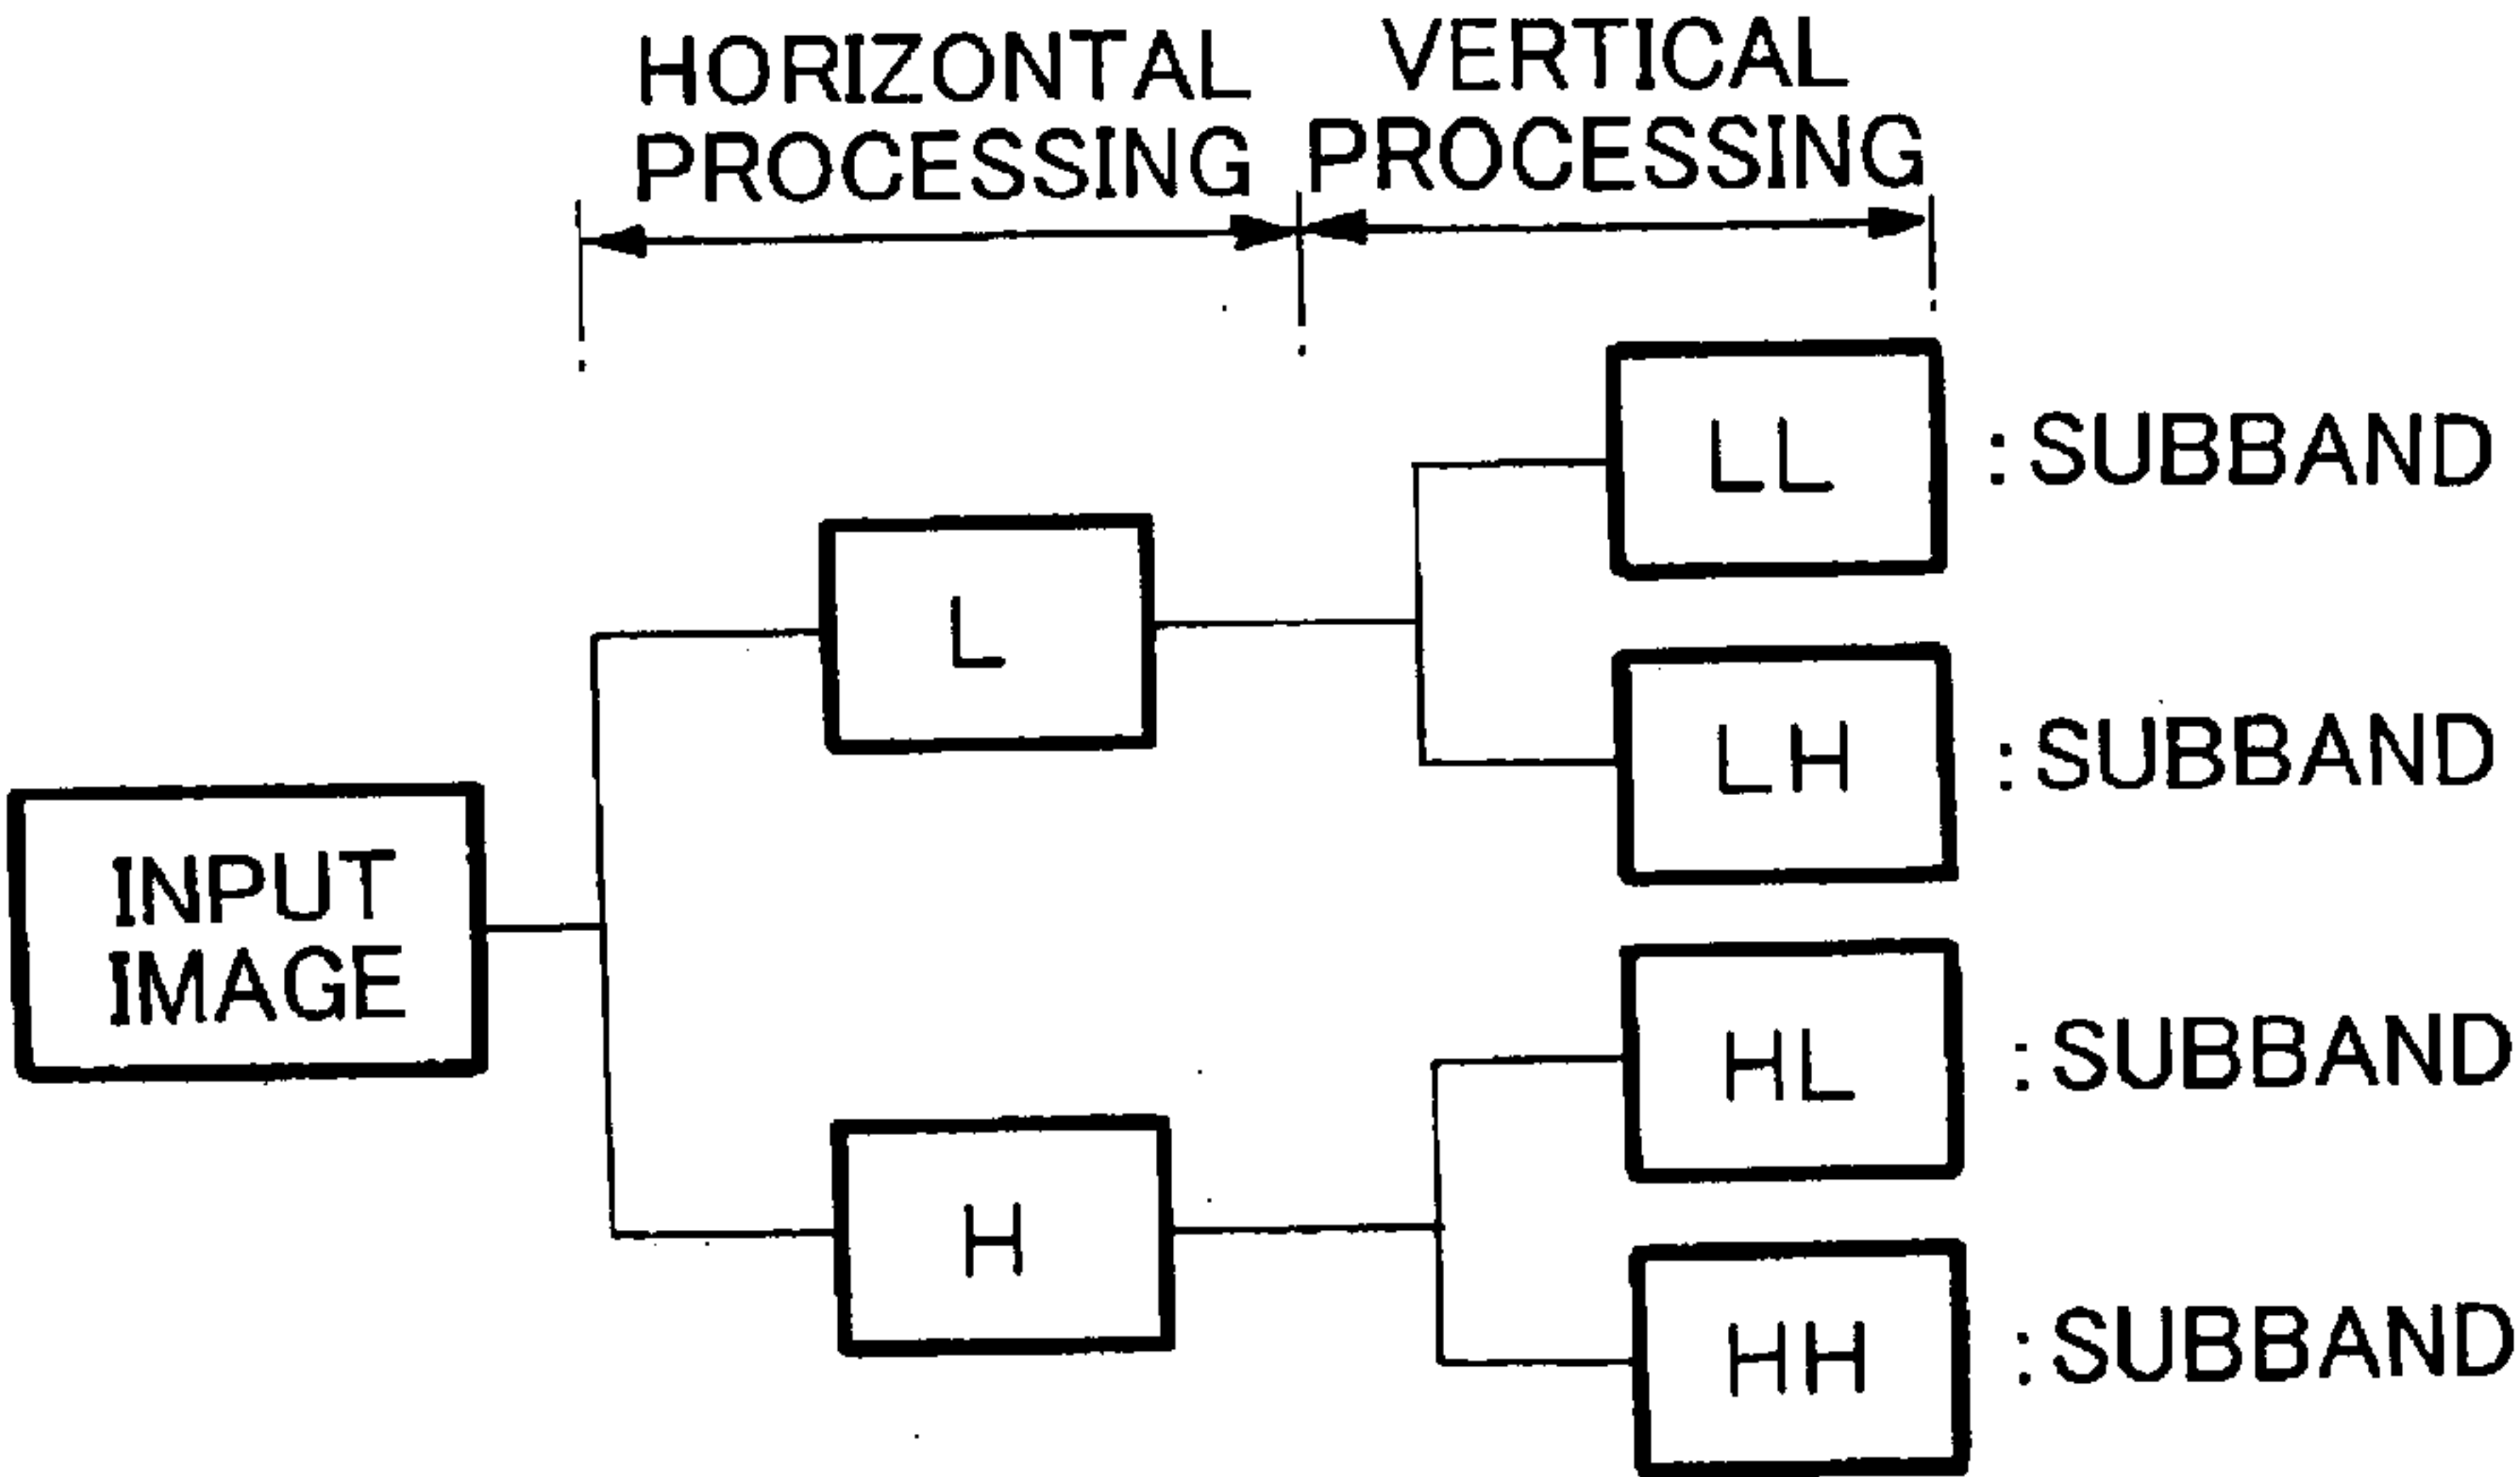 HORIZONTAL
PROCESSING
VERTICAL
PROCESSING
LL
:SUBBAND
L
LH
:SUBBAND
INPUT
IMAGE
HL
:SUBBAND
H
HH
:SUBBAND